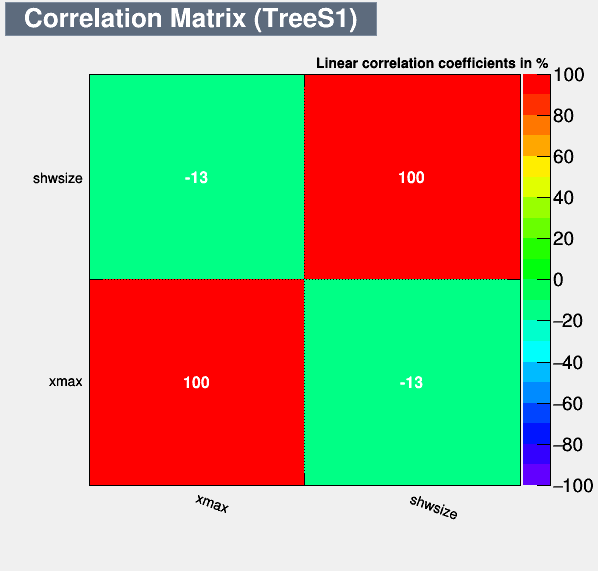 Correlation Matrix (TreeS1)
Linear correlation coefficients in %
100
80
60
40
20
0
−20
−40
−60
−80
−100
shwsize
-13
100
xmax
100
-13
xmax
shwsize